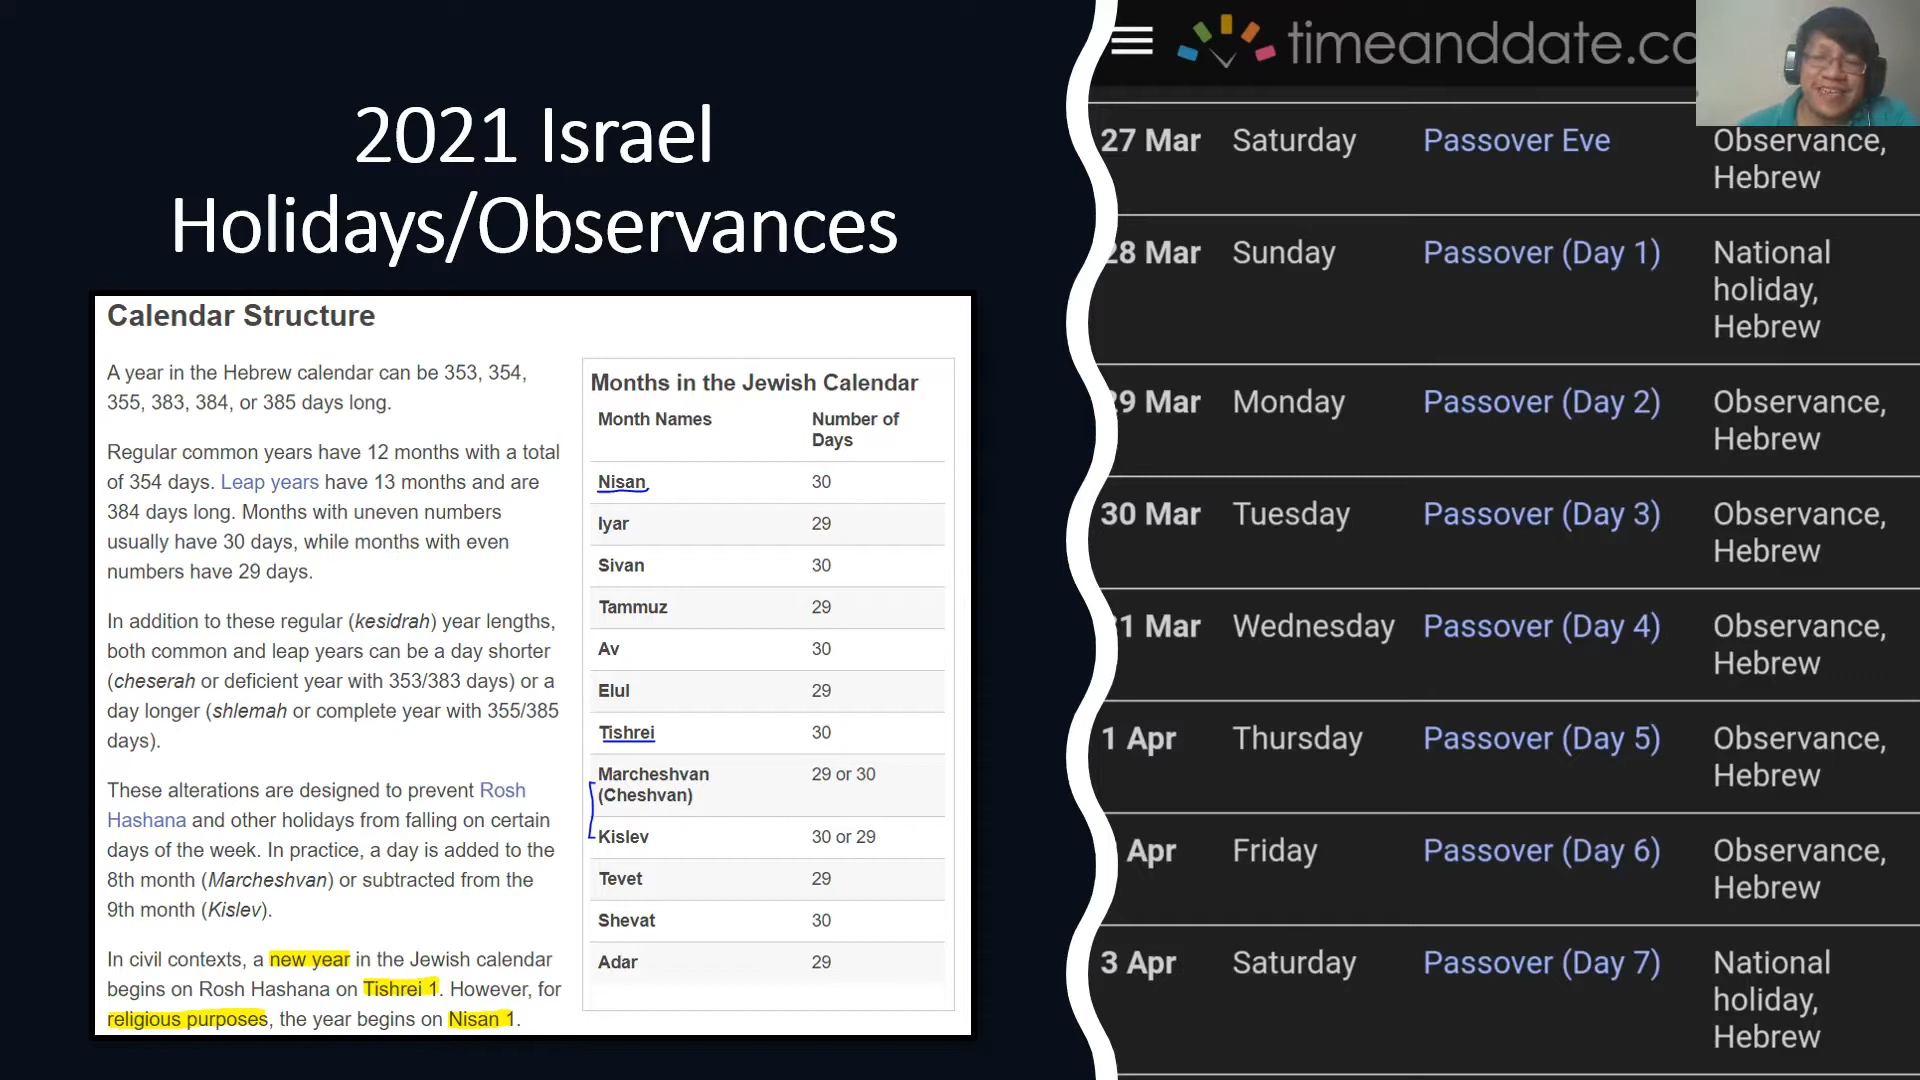 2021 Israel
Holidays/Observances
Calendar Structure
A year in the Hebrew calendar can be 353, 354,
355, 383, 384, or 385 days long.
Regular common years have 12 months with a total
of 354 days. Leap years have 13 months and are
384 days long. Months with uneven numbers
usually have 30 days, while months with even
numbers have 29 days.
In addition to these regular (kesidrah) year lengths,
both common and leap years can be a day shorter
(cheserah or deficient year with 353/383 days) or a
day longer (shlemah or complete year with 355/385
days).
These alterations are designed to prevent Rosh
Hashana and other holidays from falling on certain
days of the week. In practice, a day is added to the
8th month (Marcheshvan) or subtracted from the
9th month (Kislev).
In civil contexts, a new year in the Jewish calendar
begins on Rosh Hashana on Tishrei 1. However, for
religious purposes, the year begins on Nisan 1.
Months in the Jewish Calendar
Month Names Number of
Days
Nisan 30
Iyar 29
Sivan 30
Tammuz 29
Av 30
Elul 29
Tishrei 30
Marcheshvan 29 or 30
(Cheshvan)
Kislev 30 or 29
Tevet 29
Shevat 30
Adar 29
timeanddate.co
27 Mar Saturday Passover Eve Observance,
Hebrew
28 Mar Sunday Passover (Day 1) National
holiday,
Hebrew
29 Mar Monday Passover (Day 2) Observance,
Hebrew
30 Mar Tuesday Passover (Day 3) Observance,
Hebrew
31 Mar Wednesday Passover (Day 4) Observance,
Hebrew
1 Apr Thursday Passover (Day 5) Observance,
Hebrew
Apr Friday Passover (Day 6) Observance,
Hebrew
3 Apr Saturday Passover (Day 7) National
holiday,
Hebrew